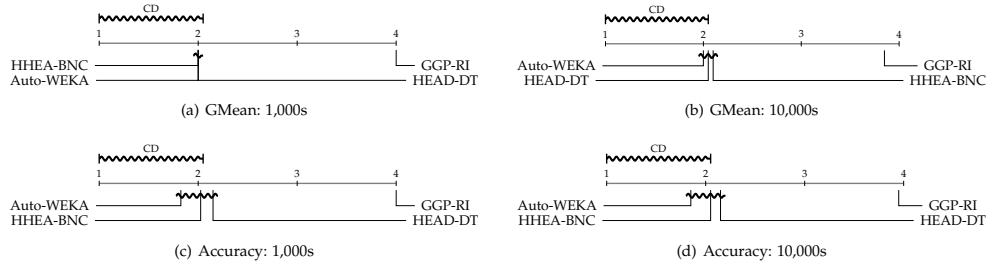 CD
1 2 3 4
HHEA-BNC GGP-RI
Auto-WEKA HEAD-DT
(a) GMean: 1,000s
CD
1 2 3 4
Auto-WEKA GGP-RI
HEAD-DT HHEA-BNC
(b) GMean: 10,000s
CD
1 2 3 4
Auto-WEKA GGP-RI
HHEA-BNC HEAD-DT
(c) Accuracy: 1,000s
CD
1 2 3 4
Auto-WEKA GGP-RI
HHEA-BNC HEAD-DT
(d) Accuracy: 10,000s